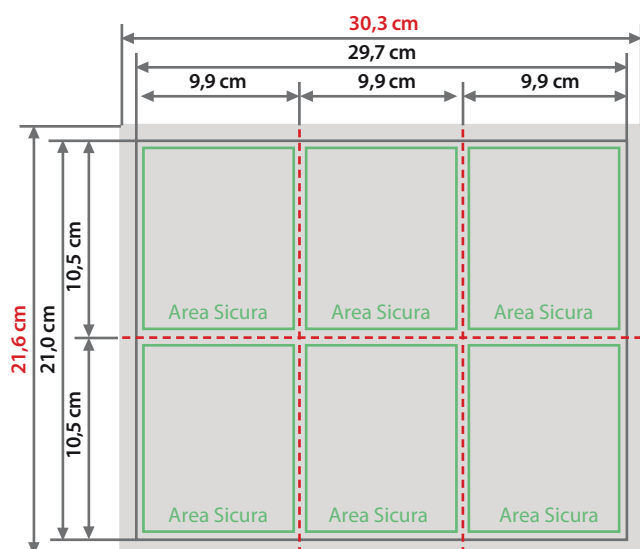 30,3 cm
29,7 cm
9,9 cm 9,9 cm 9,9 cm
21,6 cm
21,0 cm
10,5 cm
10,5 cm
Area Sicura Area Sicura Area Sicura
Area Sicura Area Sicura Area Sicura